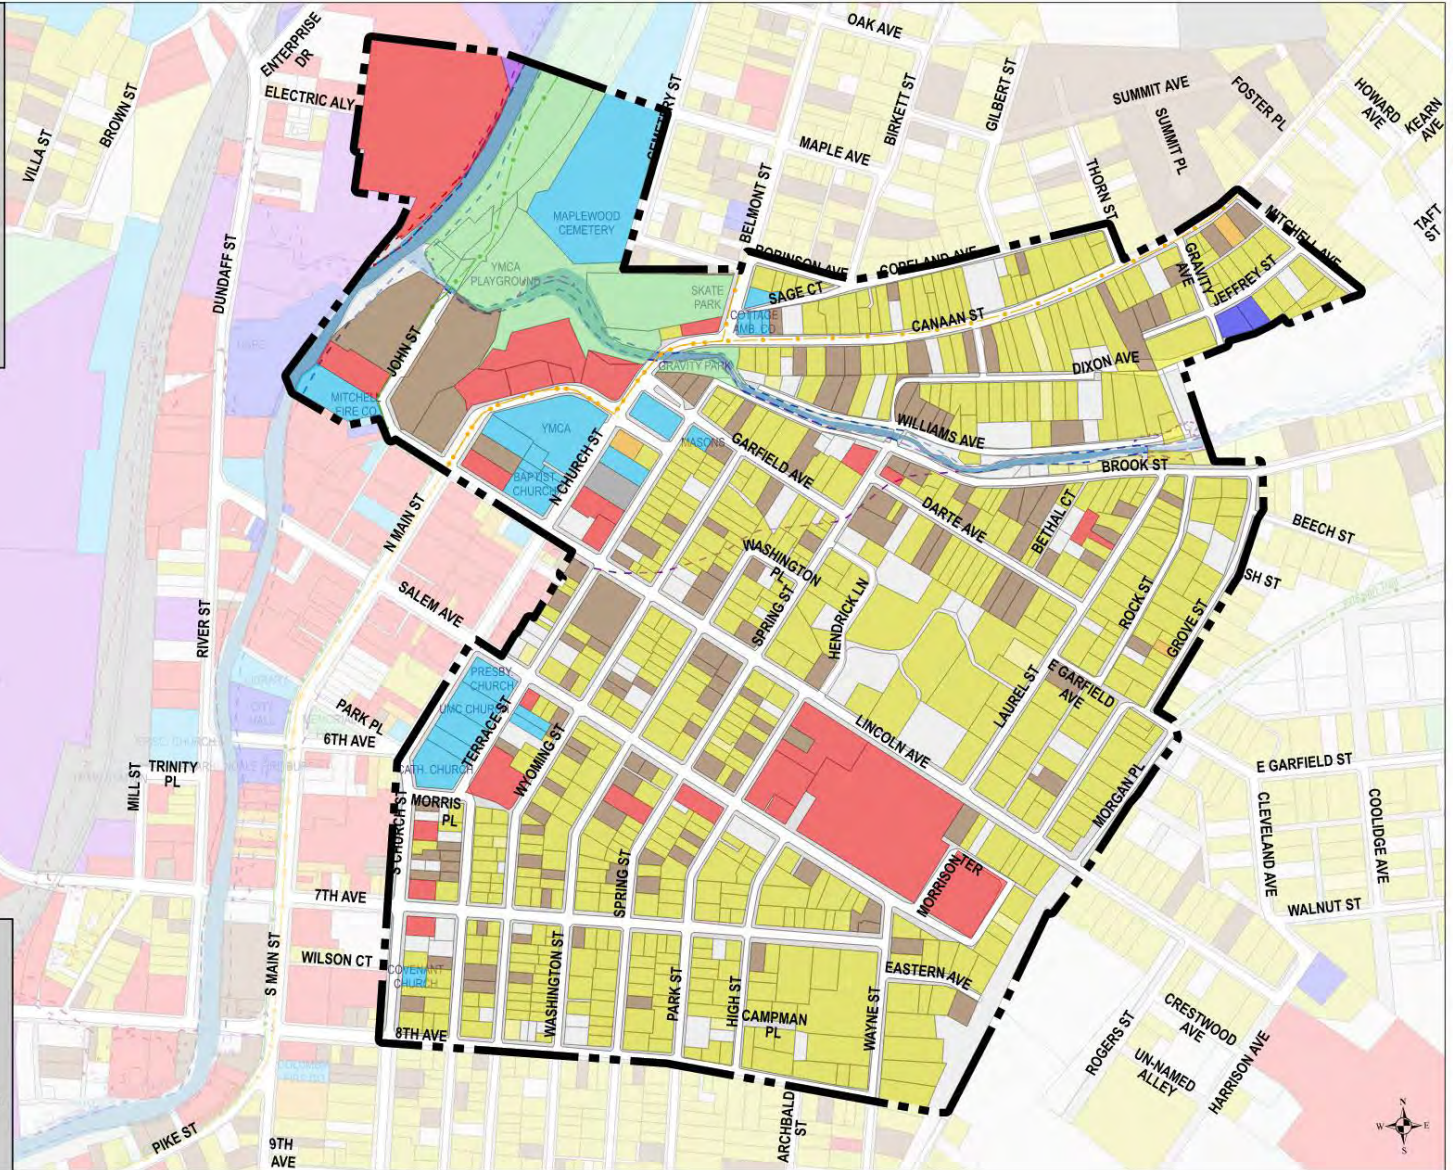 OAK AVE
ENTERPRISE
DR
ELECTRIC ALY
BROWN ST
VILLA ST
CEMETERY ST
BIRKETT ST
GILBERT ST
SUMMIT AVE
FOSTER PL
HOWARD
AVE
KEARN
AVE
SUMMIT PL
MAPLE AVE
THORN ST
TAFT
ST
BELMONT ST
MAPLEWOOD
CEMETERY
MITCHELL AVE
DUNDAFF ST
ROBINSON AVE
COPELAND AVE
GRAVITY
AVE
JEFFREY ST
YMCA
PLAYGROUND
SKATE
PARK
SAGE CT
COTTAGE
AMB. CO
CANAAN ST
JOHN ST
DIXON AVE
GRAVITY PARK
MITCHELL
FIRE CO
YMCA
MASONS
WILLIAMS AVE
GARFIELD AVE
BROOK ST
BAPTIST
CHURCH
N CHURCH ST
DARTE AVE
BETHAL CT
N MAIN ST
BEECH ST
WASHINGTON
PL
SH ST
SALEM AVE
SPRING ST
HENDRICK LN
ROCK ST
GROVE ST
RIVER ST
PRESBY.
CHURCH
UMC CHURCH
E GARFIELD
AVE
LAUREL ST
CITY
HALL
PARK PL
TERRACE ST
LINCOLN AVE
6TH AVE
WYOMING ST
CATH. CHURCH
E GARFIELD ST
TRINITY
PL
MILL ST
MORGAN PL
MORRIS
PL
S CHURCH ST
CLEVELAND AVE
COOLIDGE AVE
SPRING ST
MORRISON TER
7TH AVE
WALNUT ST
S MAIN ST
WILSON CT
COVENANT
CHURCH
WASHINGTON ST
PARK ST
HIGH ST
EASTERN AVE
CAMPMAN
PL
WAYNE ST
8TH AVE
CRESTWOOD
AVE
ROGERS ST
UN-NAMED
ALLEY
HARRISON AVE
ARCHBALD
ST
PIKE ST
9TH
AVE
N
W
E
S